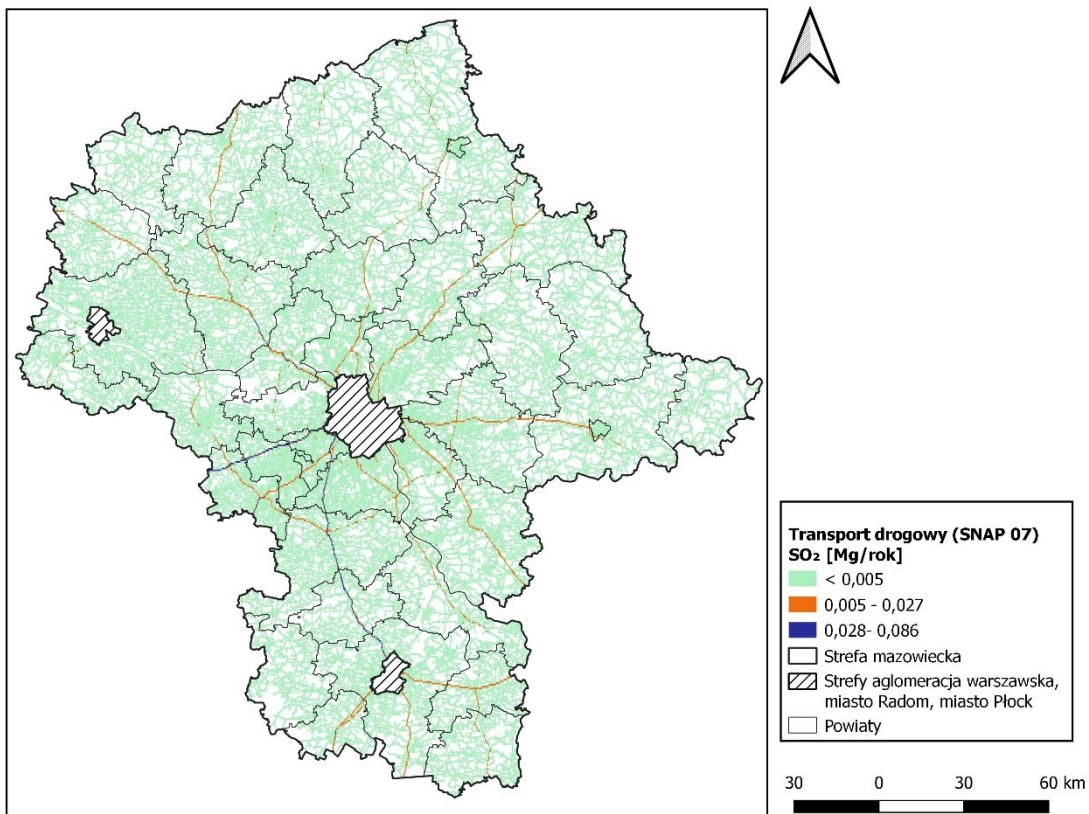 Transport drogowy (SNAP 07)
SO₂ [Mg/rok]
< 0,005
0,005 - 0,027
0,028- 0,086
Strefa mazowiecka
Strefy aglomeracja warszawska,
miasto Radom, miasto Płock
Powiaty
30 0 30 60 km